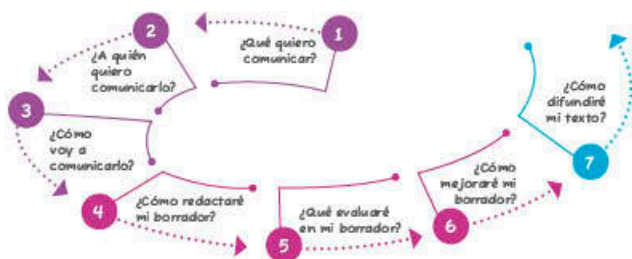 1
¿Qué quiero
comunicar?
2
¿A quién
quiero
comunicarlo?
3
¿Cómo
voy a
comunicarlo?
4
¿Cómo redactaré
mi borrador?
5
¿Qué evaluaré
en mi borrador?
6
¿Cómo
mejoraré mi
borrador?
7
¿Cómo
difundiré
mi texto?